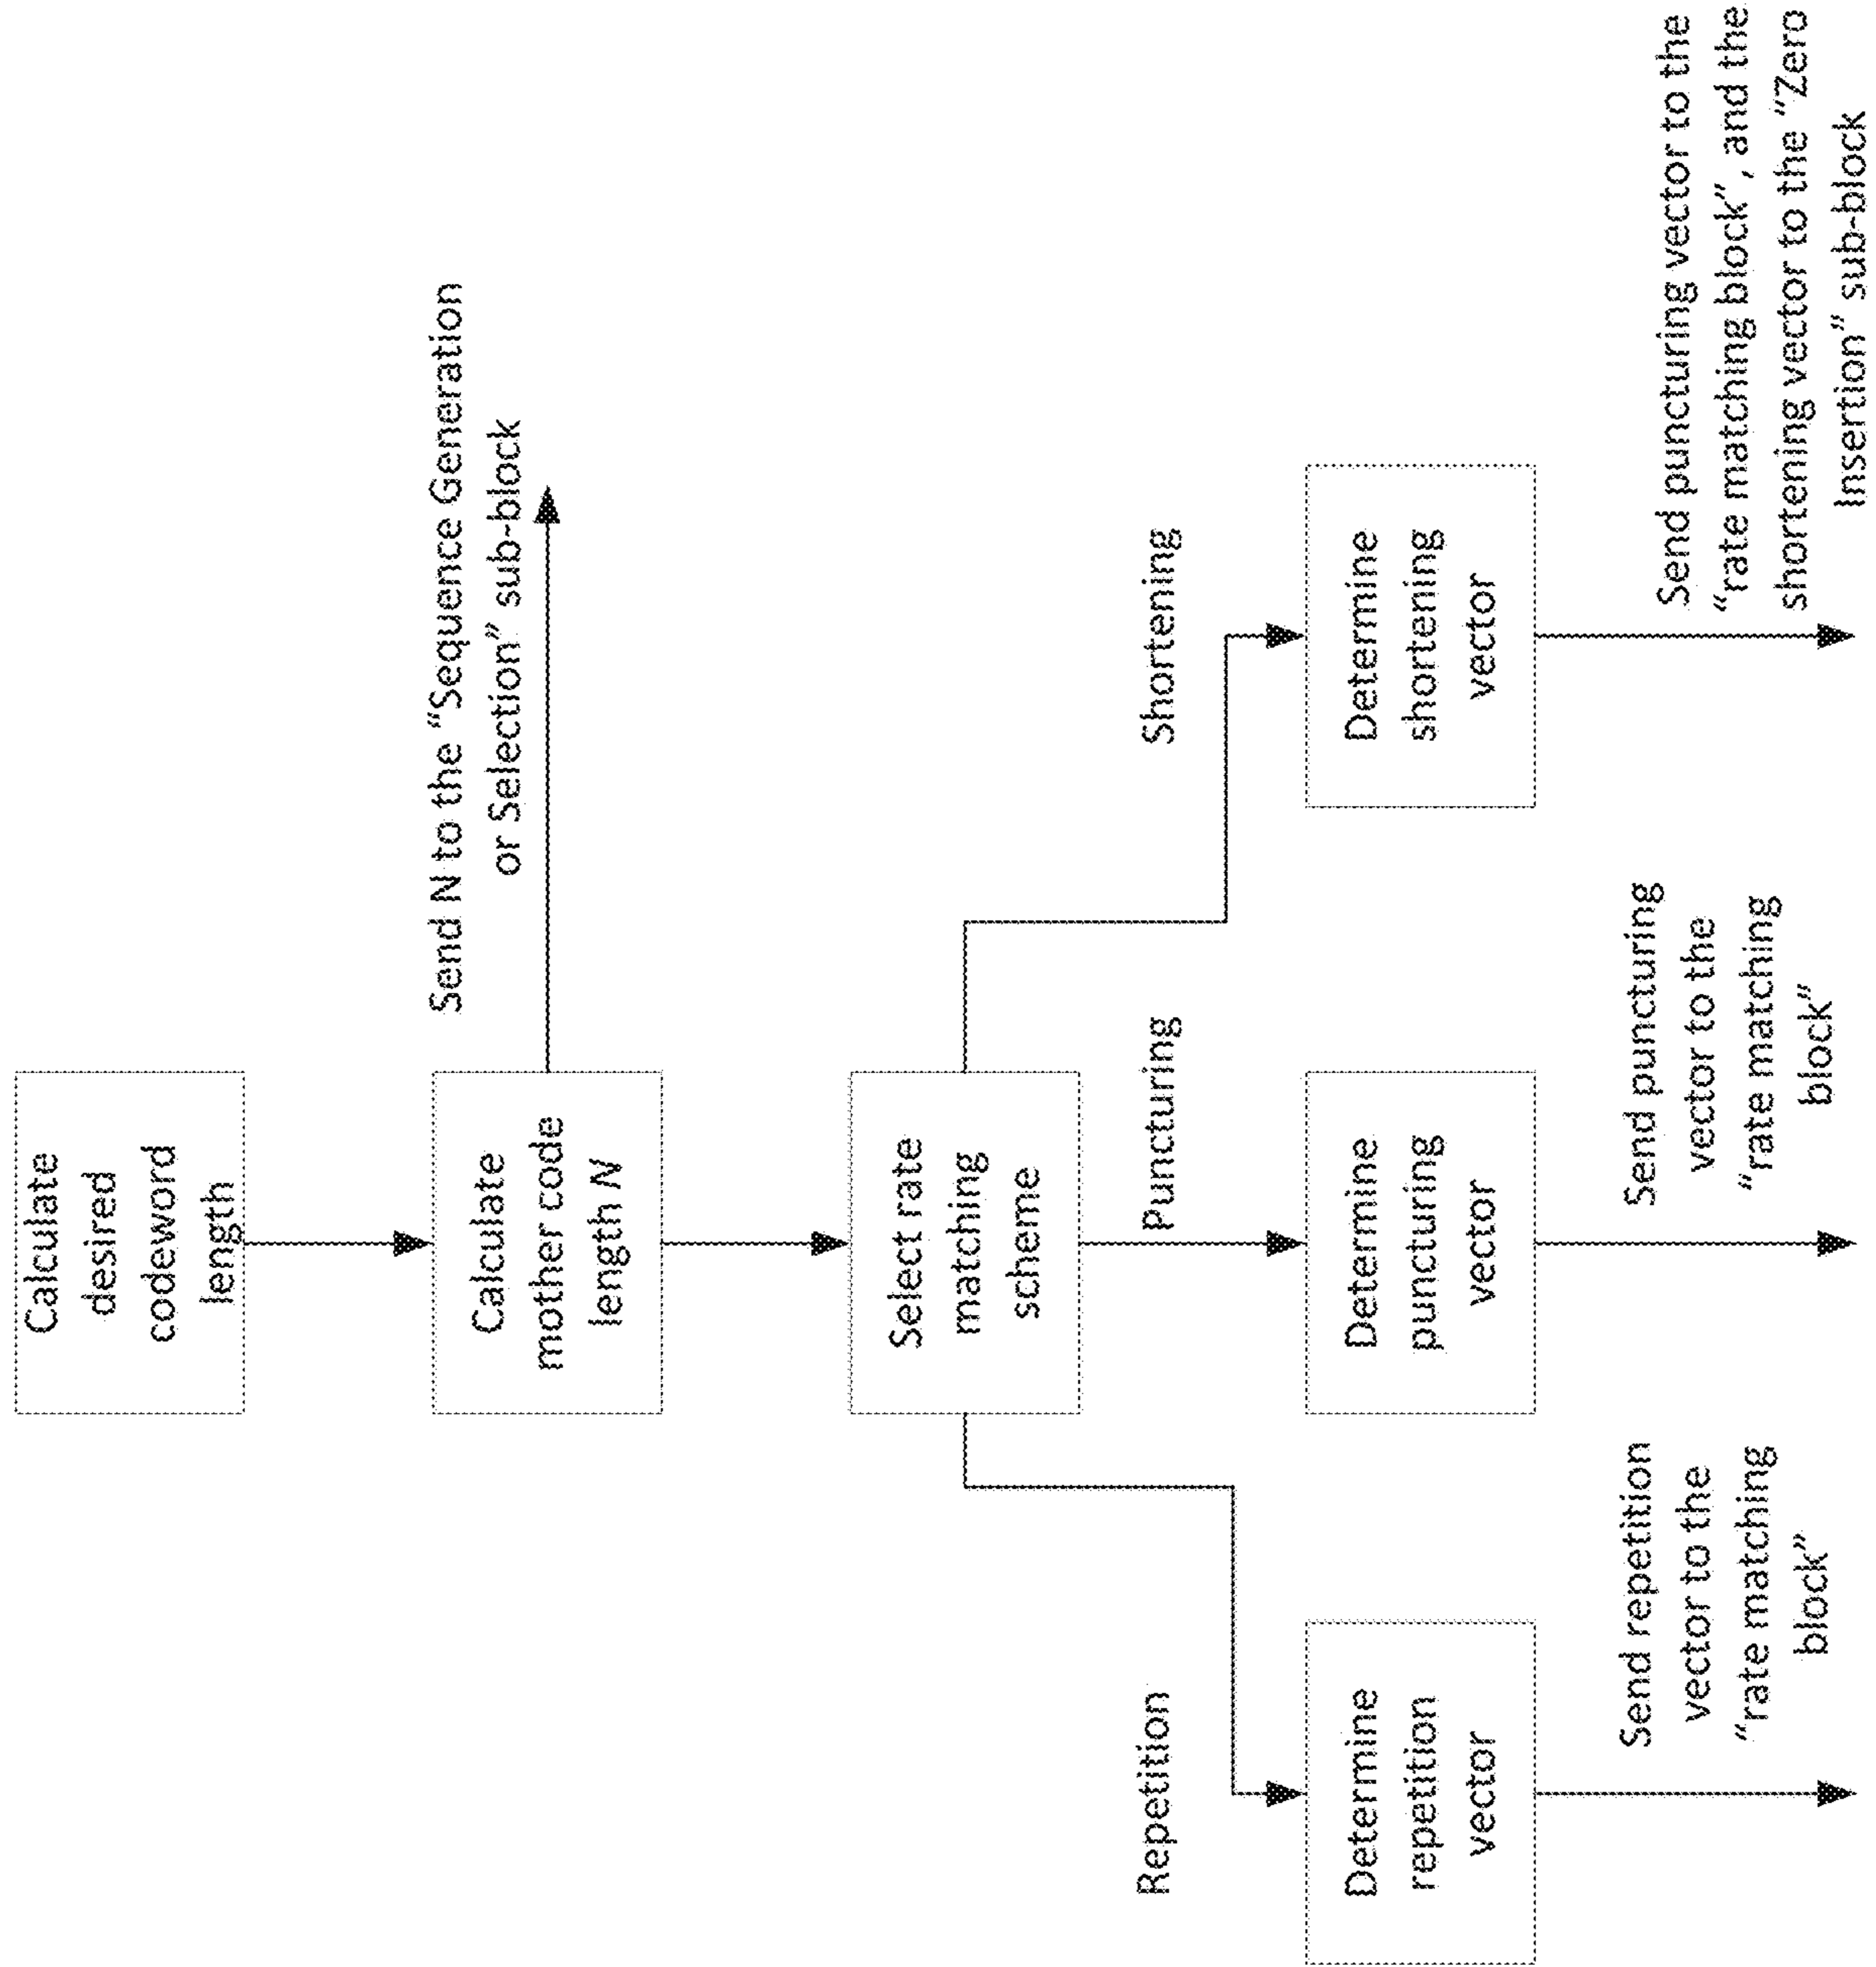 Calculate
desired
codeword
length
Send N to the "Sequence Generation
or Selection" sub-block
Calculate
mother code
length N
Select rate
matching
scheme
Repetition
Puncturing
Shortening
Determine
repetition
vector
Determine
puncturing
vector
Determine
shortening
vector
Send repetition
vector to the
"rate matching
block"
Send puncturing
vector to the
"rate matching
block"
Send puncturing vector to the
"rate matching block", and the
shortening vector to the "Zero
Insertion" sub-block